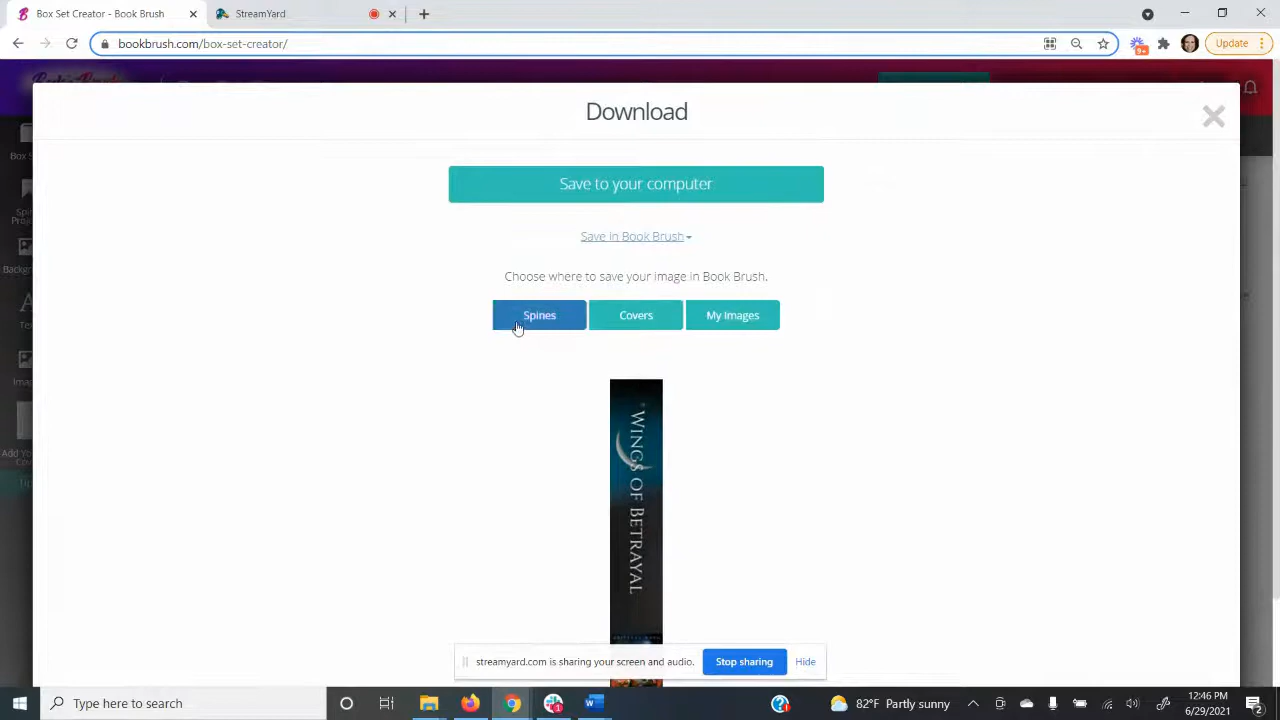 Box Set Creator - Book Brush
StreamYard
bookbrush.com/box-set-creator/
9+
Update
Download
Save to your computer
Save in Book Brush
Choose where to save your image in Book Brush.
Spines
Covers
My Images
WINGS OF BETRAYAL
streamyard.com is sharing your screen and audio.
Stop sharing
Hide
Type here to search
82°F Partly sunny
12:46 PM
6/29/2021
2